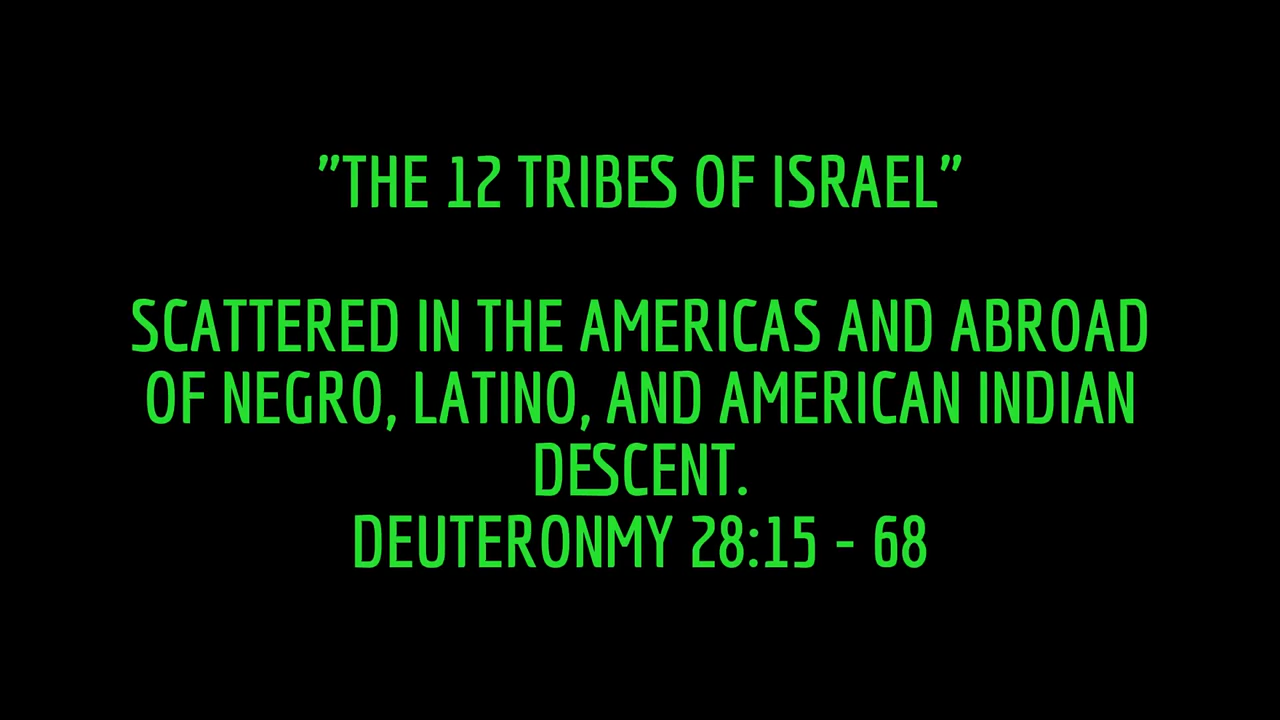 "THE 12 TRIBES OF ISRAEL"
SCATTERED IN THE AMERICAS AND ABROAD
OF NEGRO, LATINO, AND AMERICAN INDIAN
DESCENT.
DEUTERONMY 28:15 - 68